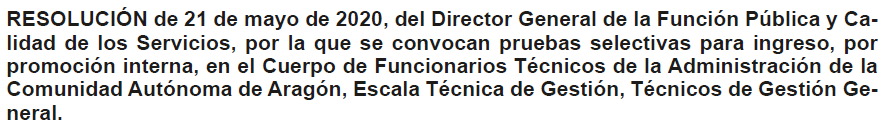 RESOLUCIÓN de 21 de mayo de 2020, del Director General de la Función Pública y Ca-
lidad de los Servicios, por la que se convocan pruebas selectivas para ingreso, por
promoción interna, en el Cuerpo de Funcionarios Técnicos de la Administración de la
Comunidad Autónoma de Aragón, Escala Técnica de Gestión, Técnicos de Gestión Ge-
neral.